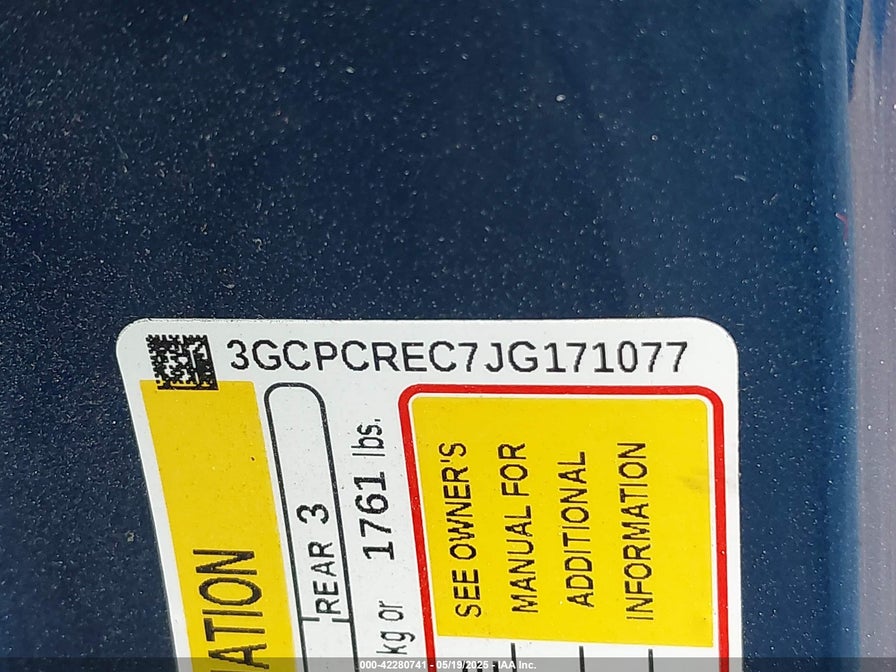 3GCPCREC7JG171077
ATION
REAR 3
kg or 1761 lbs.
SEE OWNER'S
MANUAL FOR
ADDITIONAL
INFORMATION
000-42280741 - 05/19/2025 - IAA Inc.